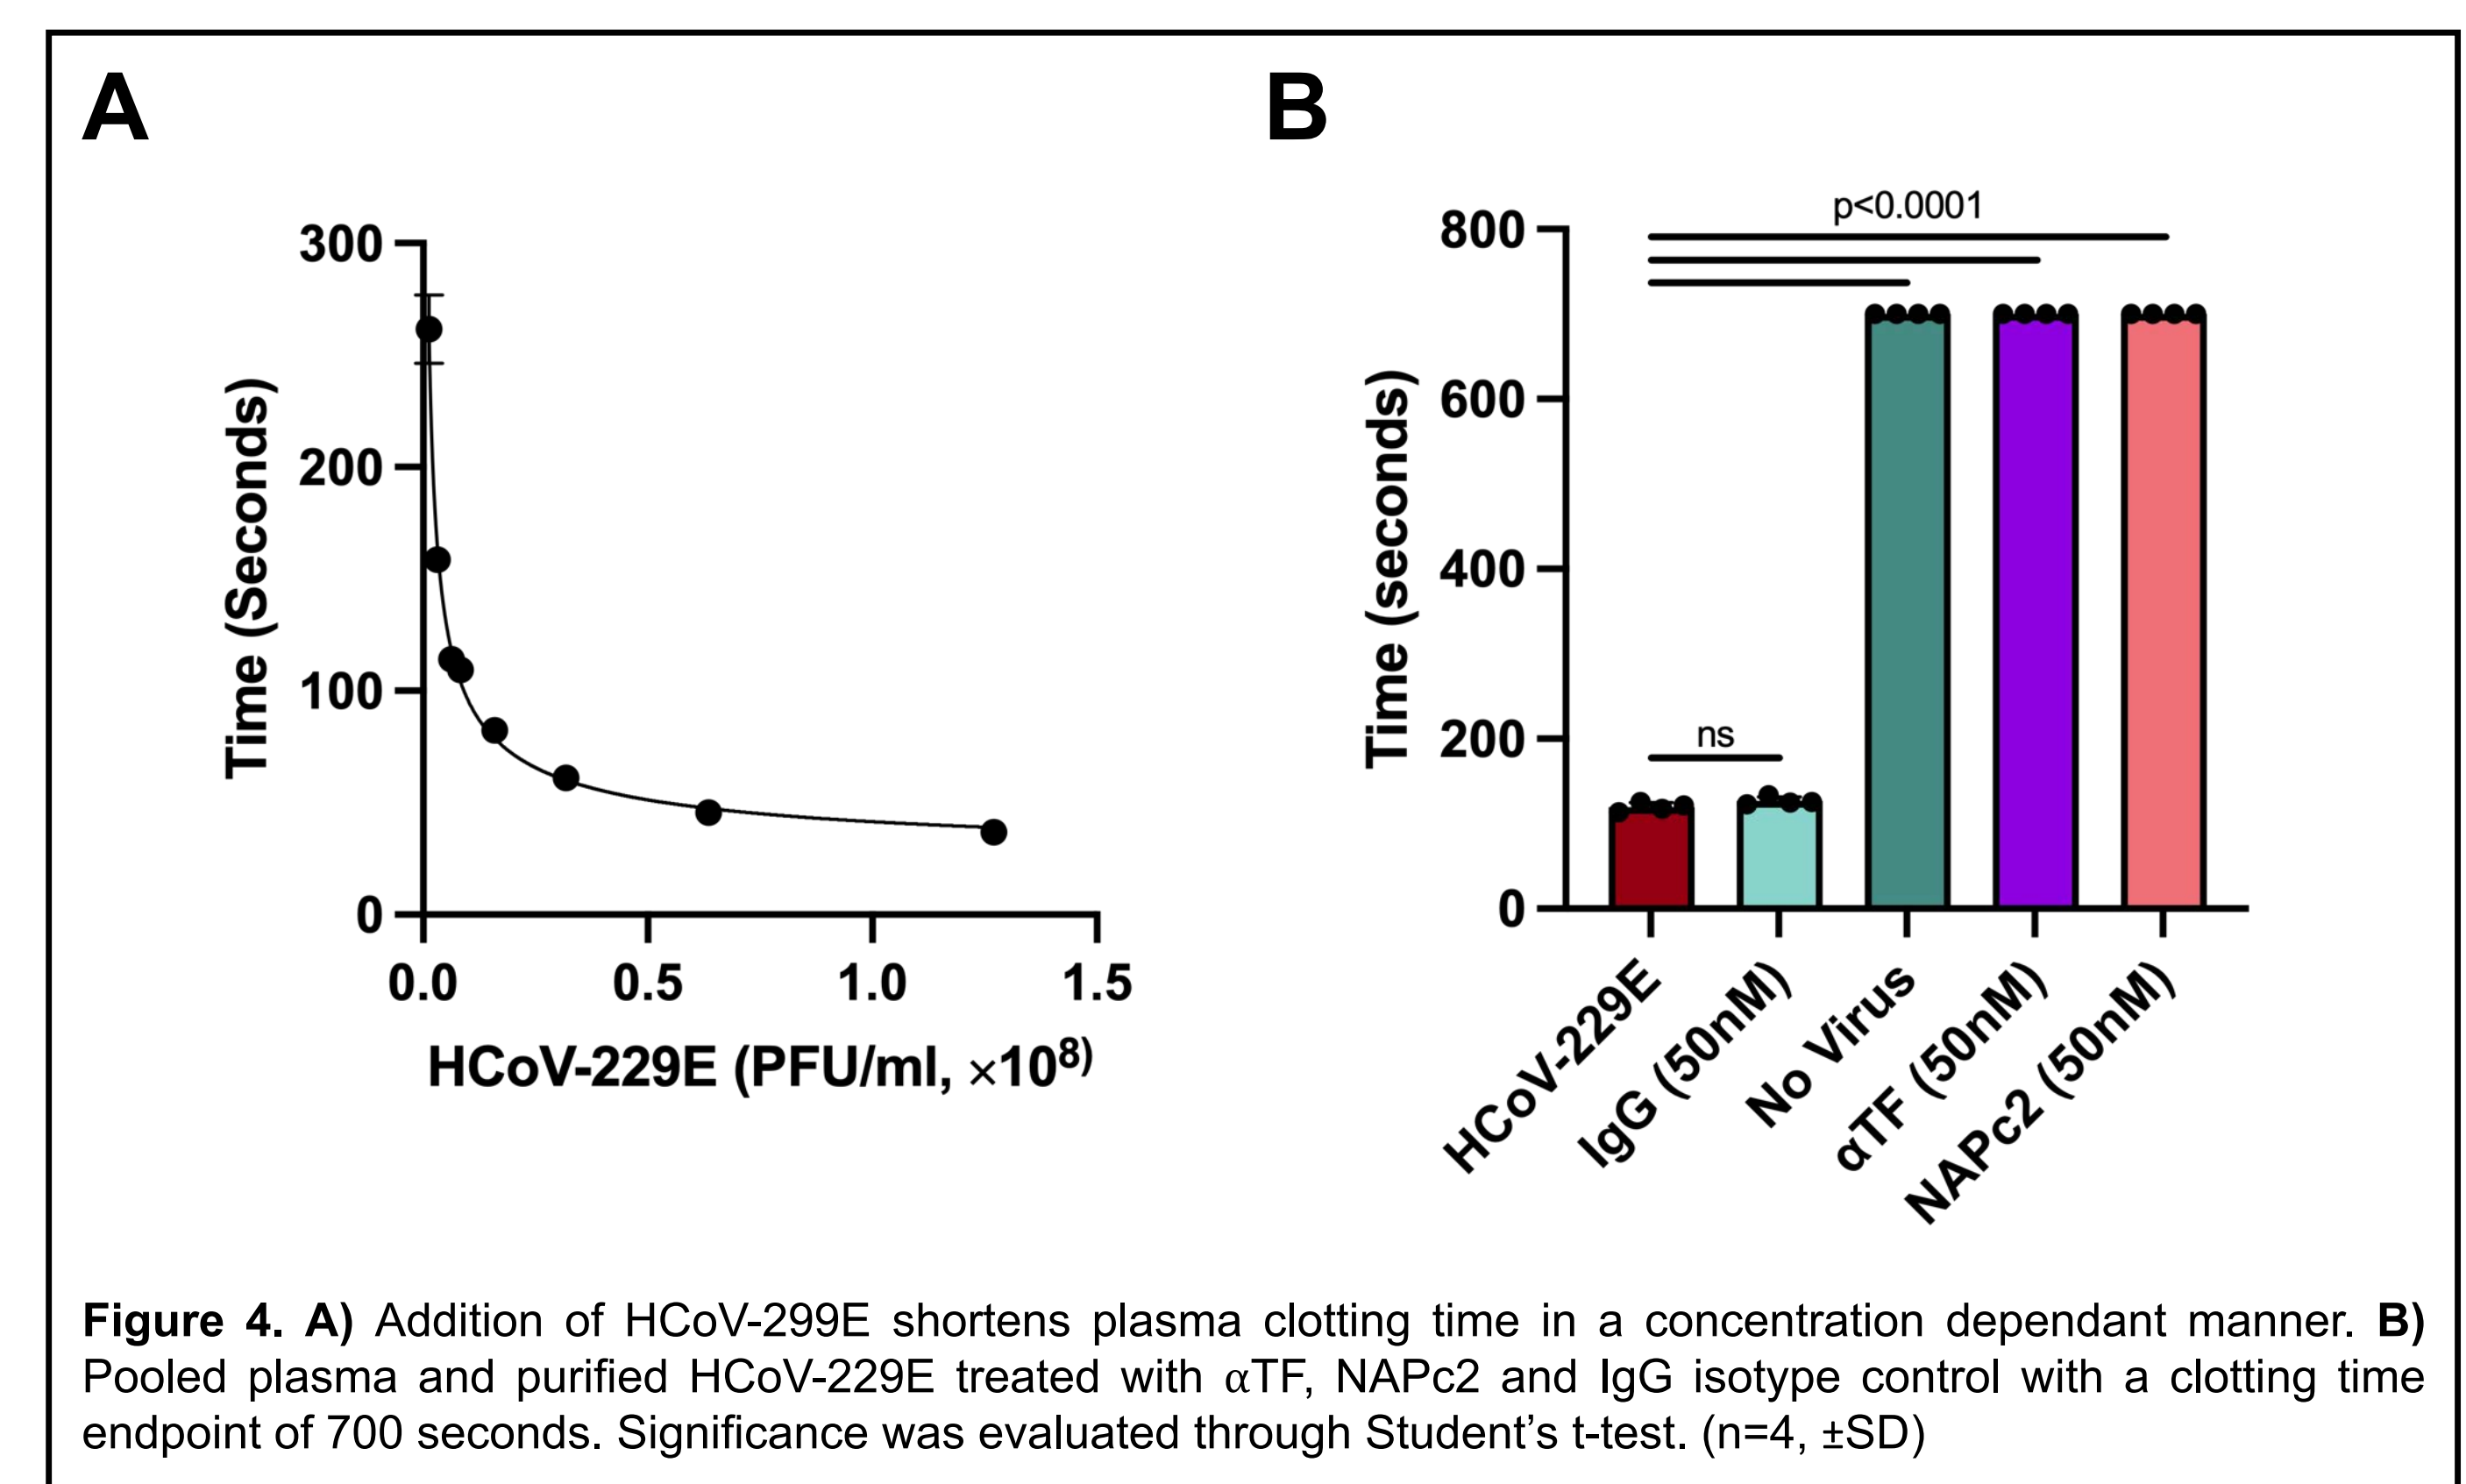 A
B
300
200
100
0
Time (Seconds)
0.0
0.5
1.0
1.5
HCoV-229E (PFU/ml, ×10⁸)
p<0.0001
800
600
400
200
0
Time (seconds)
ns
HCoV-229E
IgG (50nM)
No Virus
αTF (50nM)
NAPc2 (50nM)
Figure 4. A) Addition of HCoV-299E shortens plasma clotting time in a concentration dependant manner. B)
Pooled plasma and purified HCoV-229E treated with αTF, NAPc2 and IgG isotype control with a clotting time
endpoint of 700 seconds. Significance was evaluated through Student’s t-test. (n=4, ±SD)